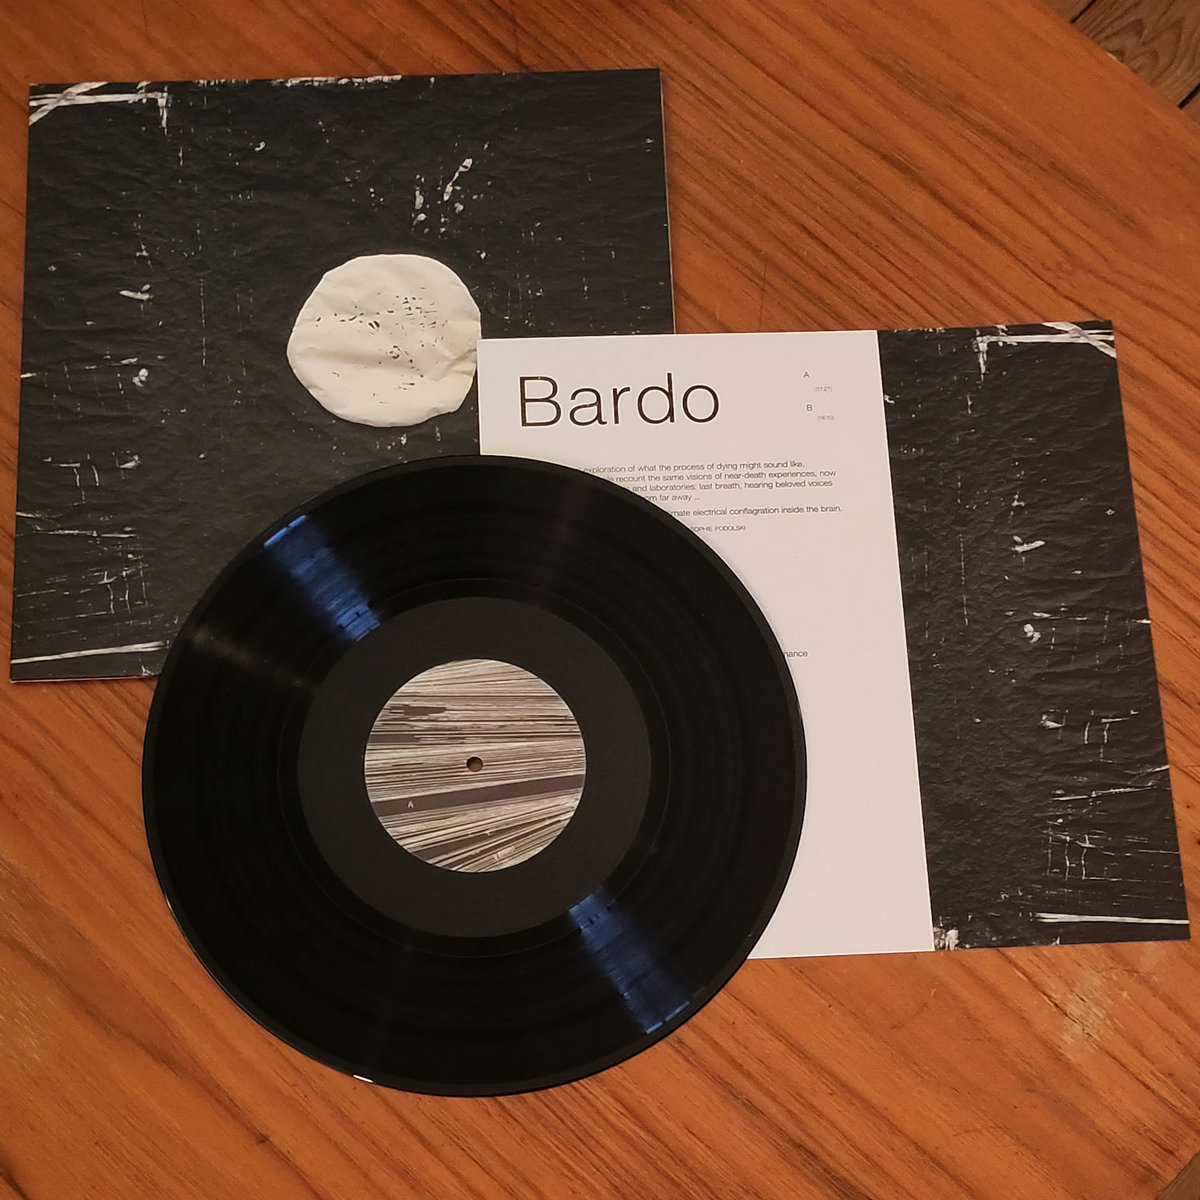 Bardo
A
(17:27)
B
(18:10)
exploration of what the process of dying might sound like.
recount the same visions of near-death experiences, now
and laboratories: last breath, hearing beloved voices
far away ...
electrical conflagration inside the brain.
SOPHIE PODOLSKI
A